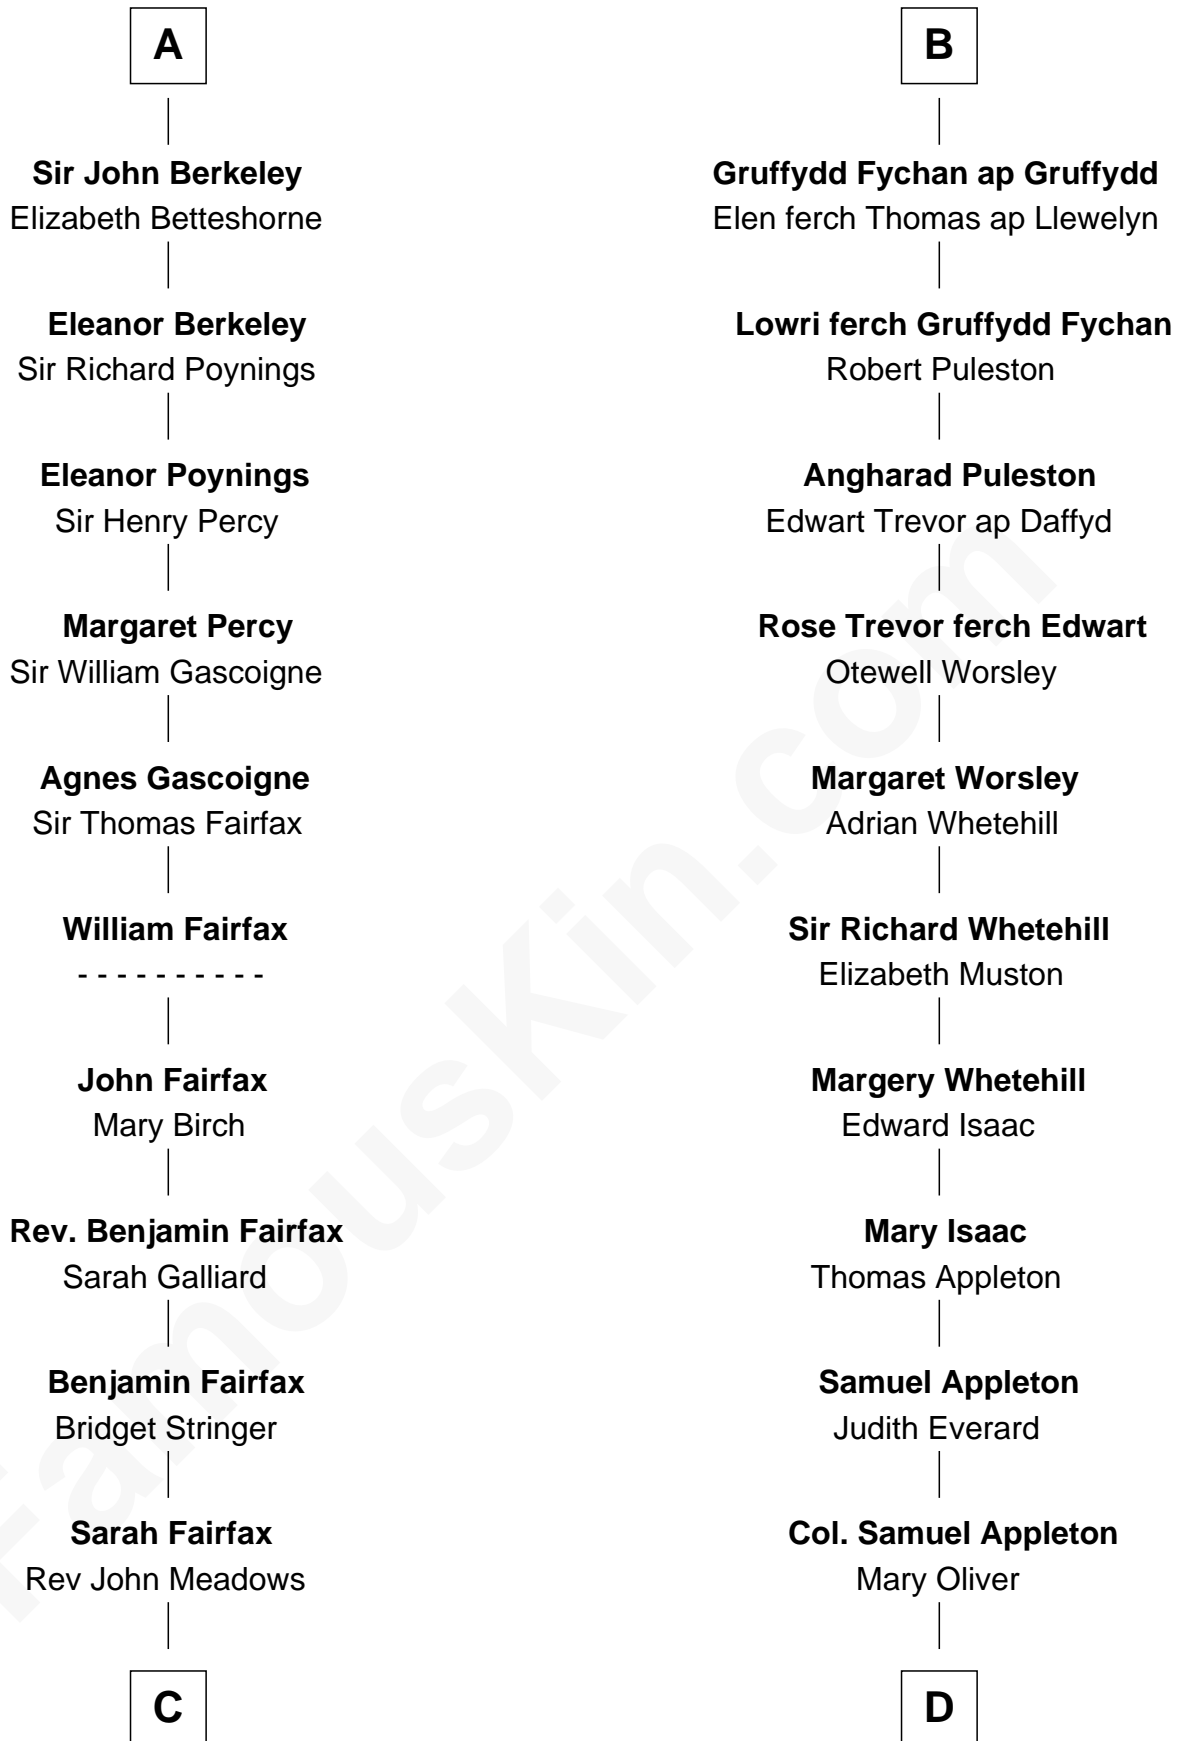 A
Sir John Berkeley
Elizabeth Betteshorne
Eleanor Berkeley
Sir Richard Poynings
Eleanor Poynings
Sir Henry Percy
Margaret Percy
Sir William Gascoigne
Agnes Gascoigne
Sir Thomas Fairfax
William Fairfax
- - - - - - - - - -
John Fairfax
Mary Birch
Rev. Benjamin Fairfax
Sarah Galliard
Benjamin Fairfax
Bridget Stringer
Sarah Fairfax
Rev John Meadows
C
B
Gruffydd Fychan ap Gruffydd
Elen ferch Thomas ap Llewelyn
Lowri ferch Gruffydd Fychan
Robert Puleston
Angharad Puleston
Edwart Trevor ap Daffyd
Rose Trevor ferch Edwart
Otewell Worsley
Margaret Worsley
Adrian Whetehill
Sir Richard Whetehill
Elizabeth Muston
Margery Whetehill
Edward Isaac
Mary Isaac
Thomas Appleton
Samuel Appleton
Judith Everard
Col. Samuel Appleton
Mary Oliver
D
FamousKin.com